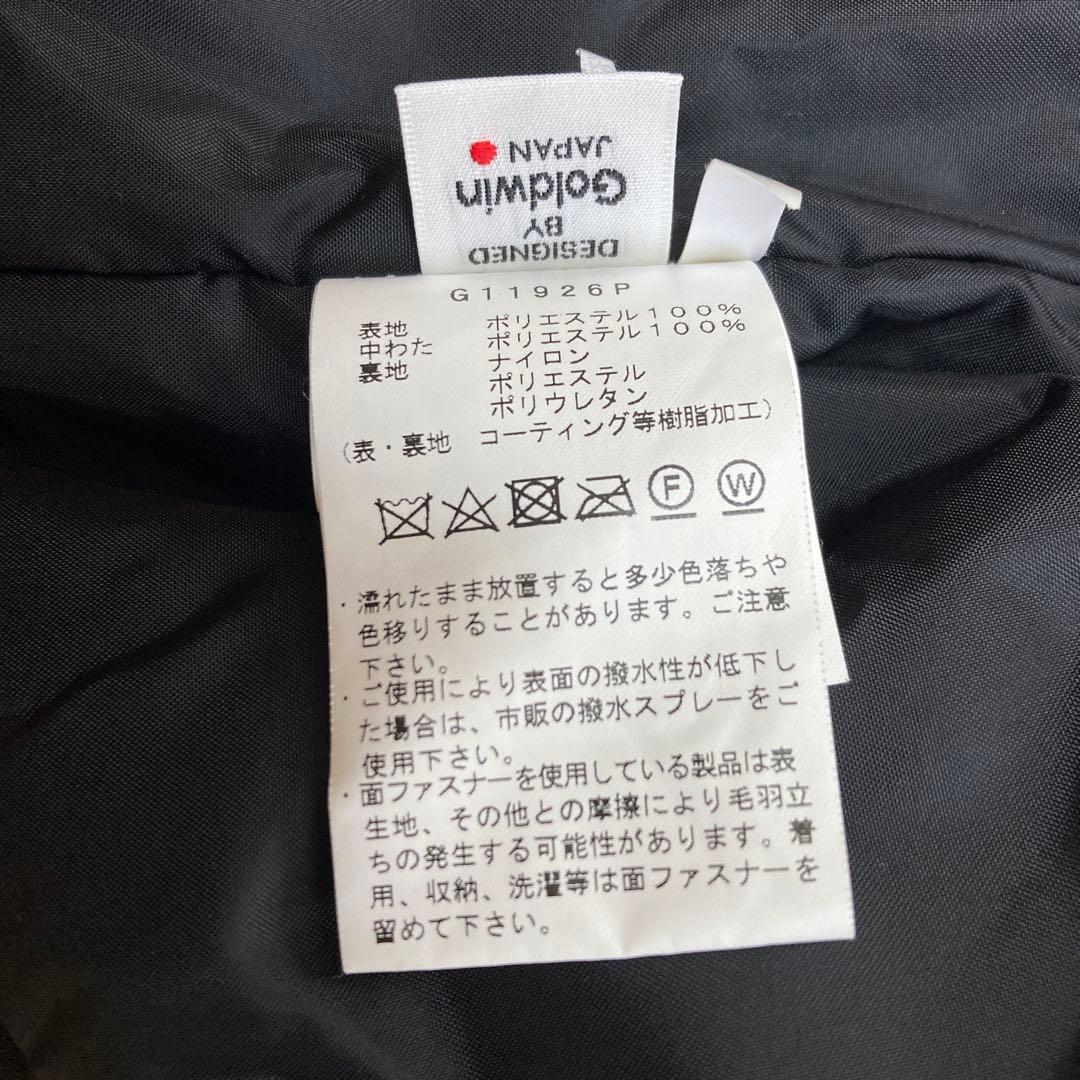 DESIGNED
BY
Goldwin
JAPAN
G11926P
表地 ポリエステル100%
中わた ポリエステル100%
裏地 ナイロン
ポリエステル
ポリウレタン
(表・裏地 コーティング等樹脂加工)
F W
・濡れたまま放置すると多少色落ちや
色移りすることがあります。ご注意
下さい。
・ご使用により表面の撥水性が低下し
た場合は、市販の撥水スプレーをご
使用下さい。
・面ファスナーを使用している製品は表
生地、その他との摩擦により毛羽立
ちの発生する可能性があります。着
用、収納、洗濯等は面ファスナーを
留めて下さい。